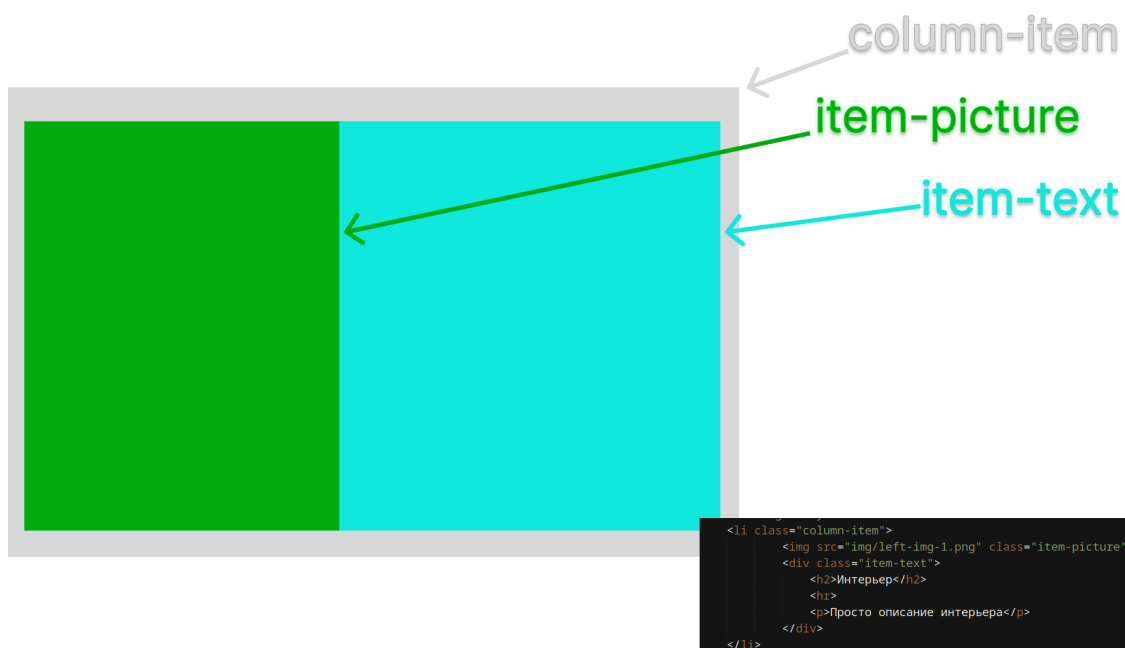 column-item
item-picture
item-text
<li class="column-item">
<img src="img/left-img-1.png" class="item-picture"
<div class="item-text">
<h2>Интерьер</h2>
<hr>
<p>Просто описание интерьера</p>
</div>
</li>